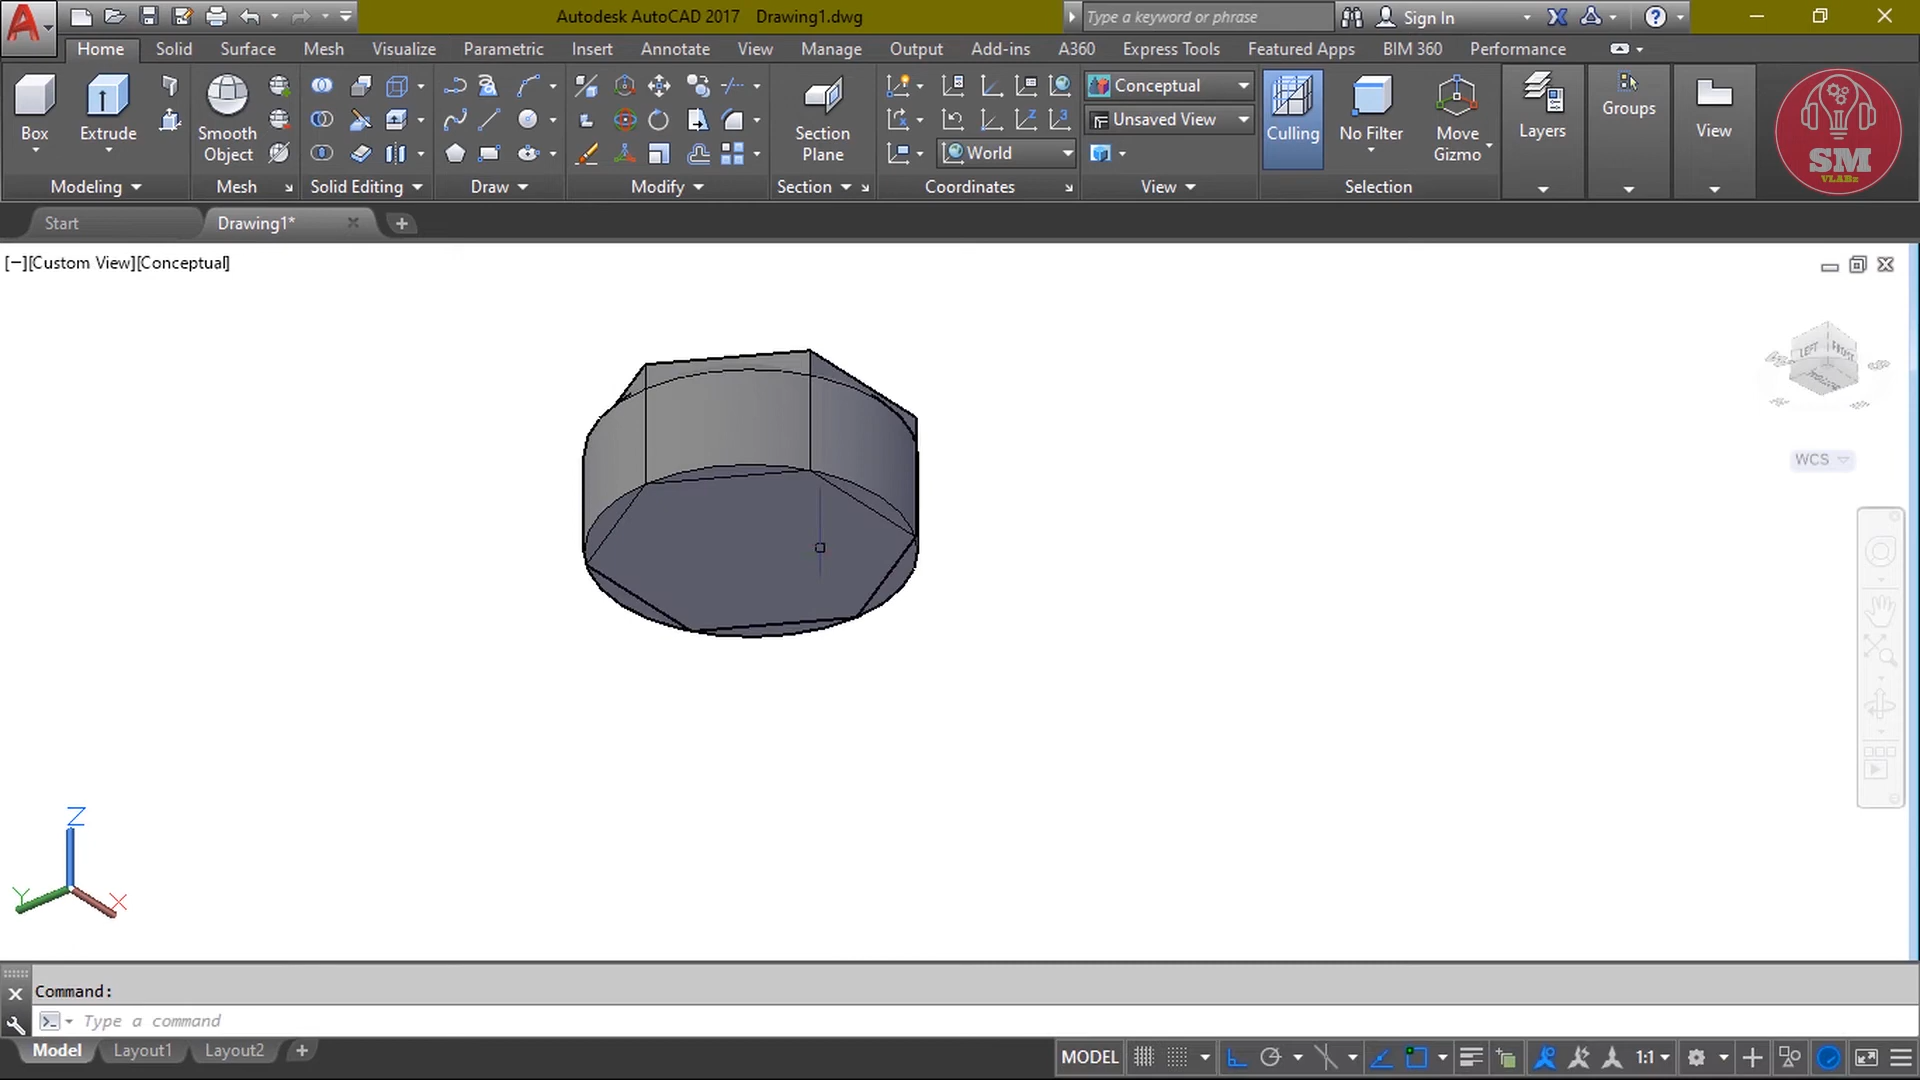 Autodesk AutoCAD 2017 Drawing1.dwg
Type a keyword or phrase
Sign In
Home Solid Surface Mesh Visualize Parametric Insert Annotate View Manage Output Add-ins A360 Express Tools Featured Apps BIM 360 Performance
Box
Extrude
Smooth
Object
Section
Plane
World
Conceptual
Unsaved View
Culling
No Filter
Move
Gizmo
Layers
Groups
View
SM
VLABz
Modeling
Mesh
Solid Editing
Draw
Modify
Section
Coordinates
View
Selection
Start
Drawing1*
[−][Custom View][Conceptual]
LEFT
FRONT
WCS
Z
Y
X
Command:
Type a command
Model Layout1 Layout2
MODEL
1:1